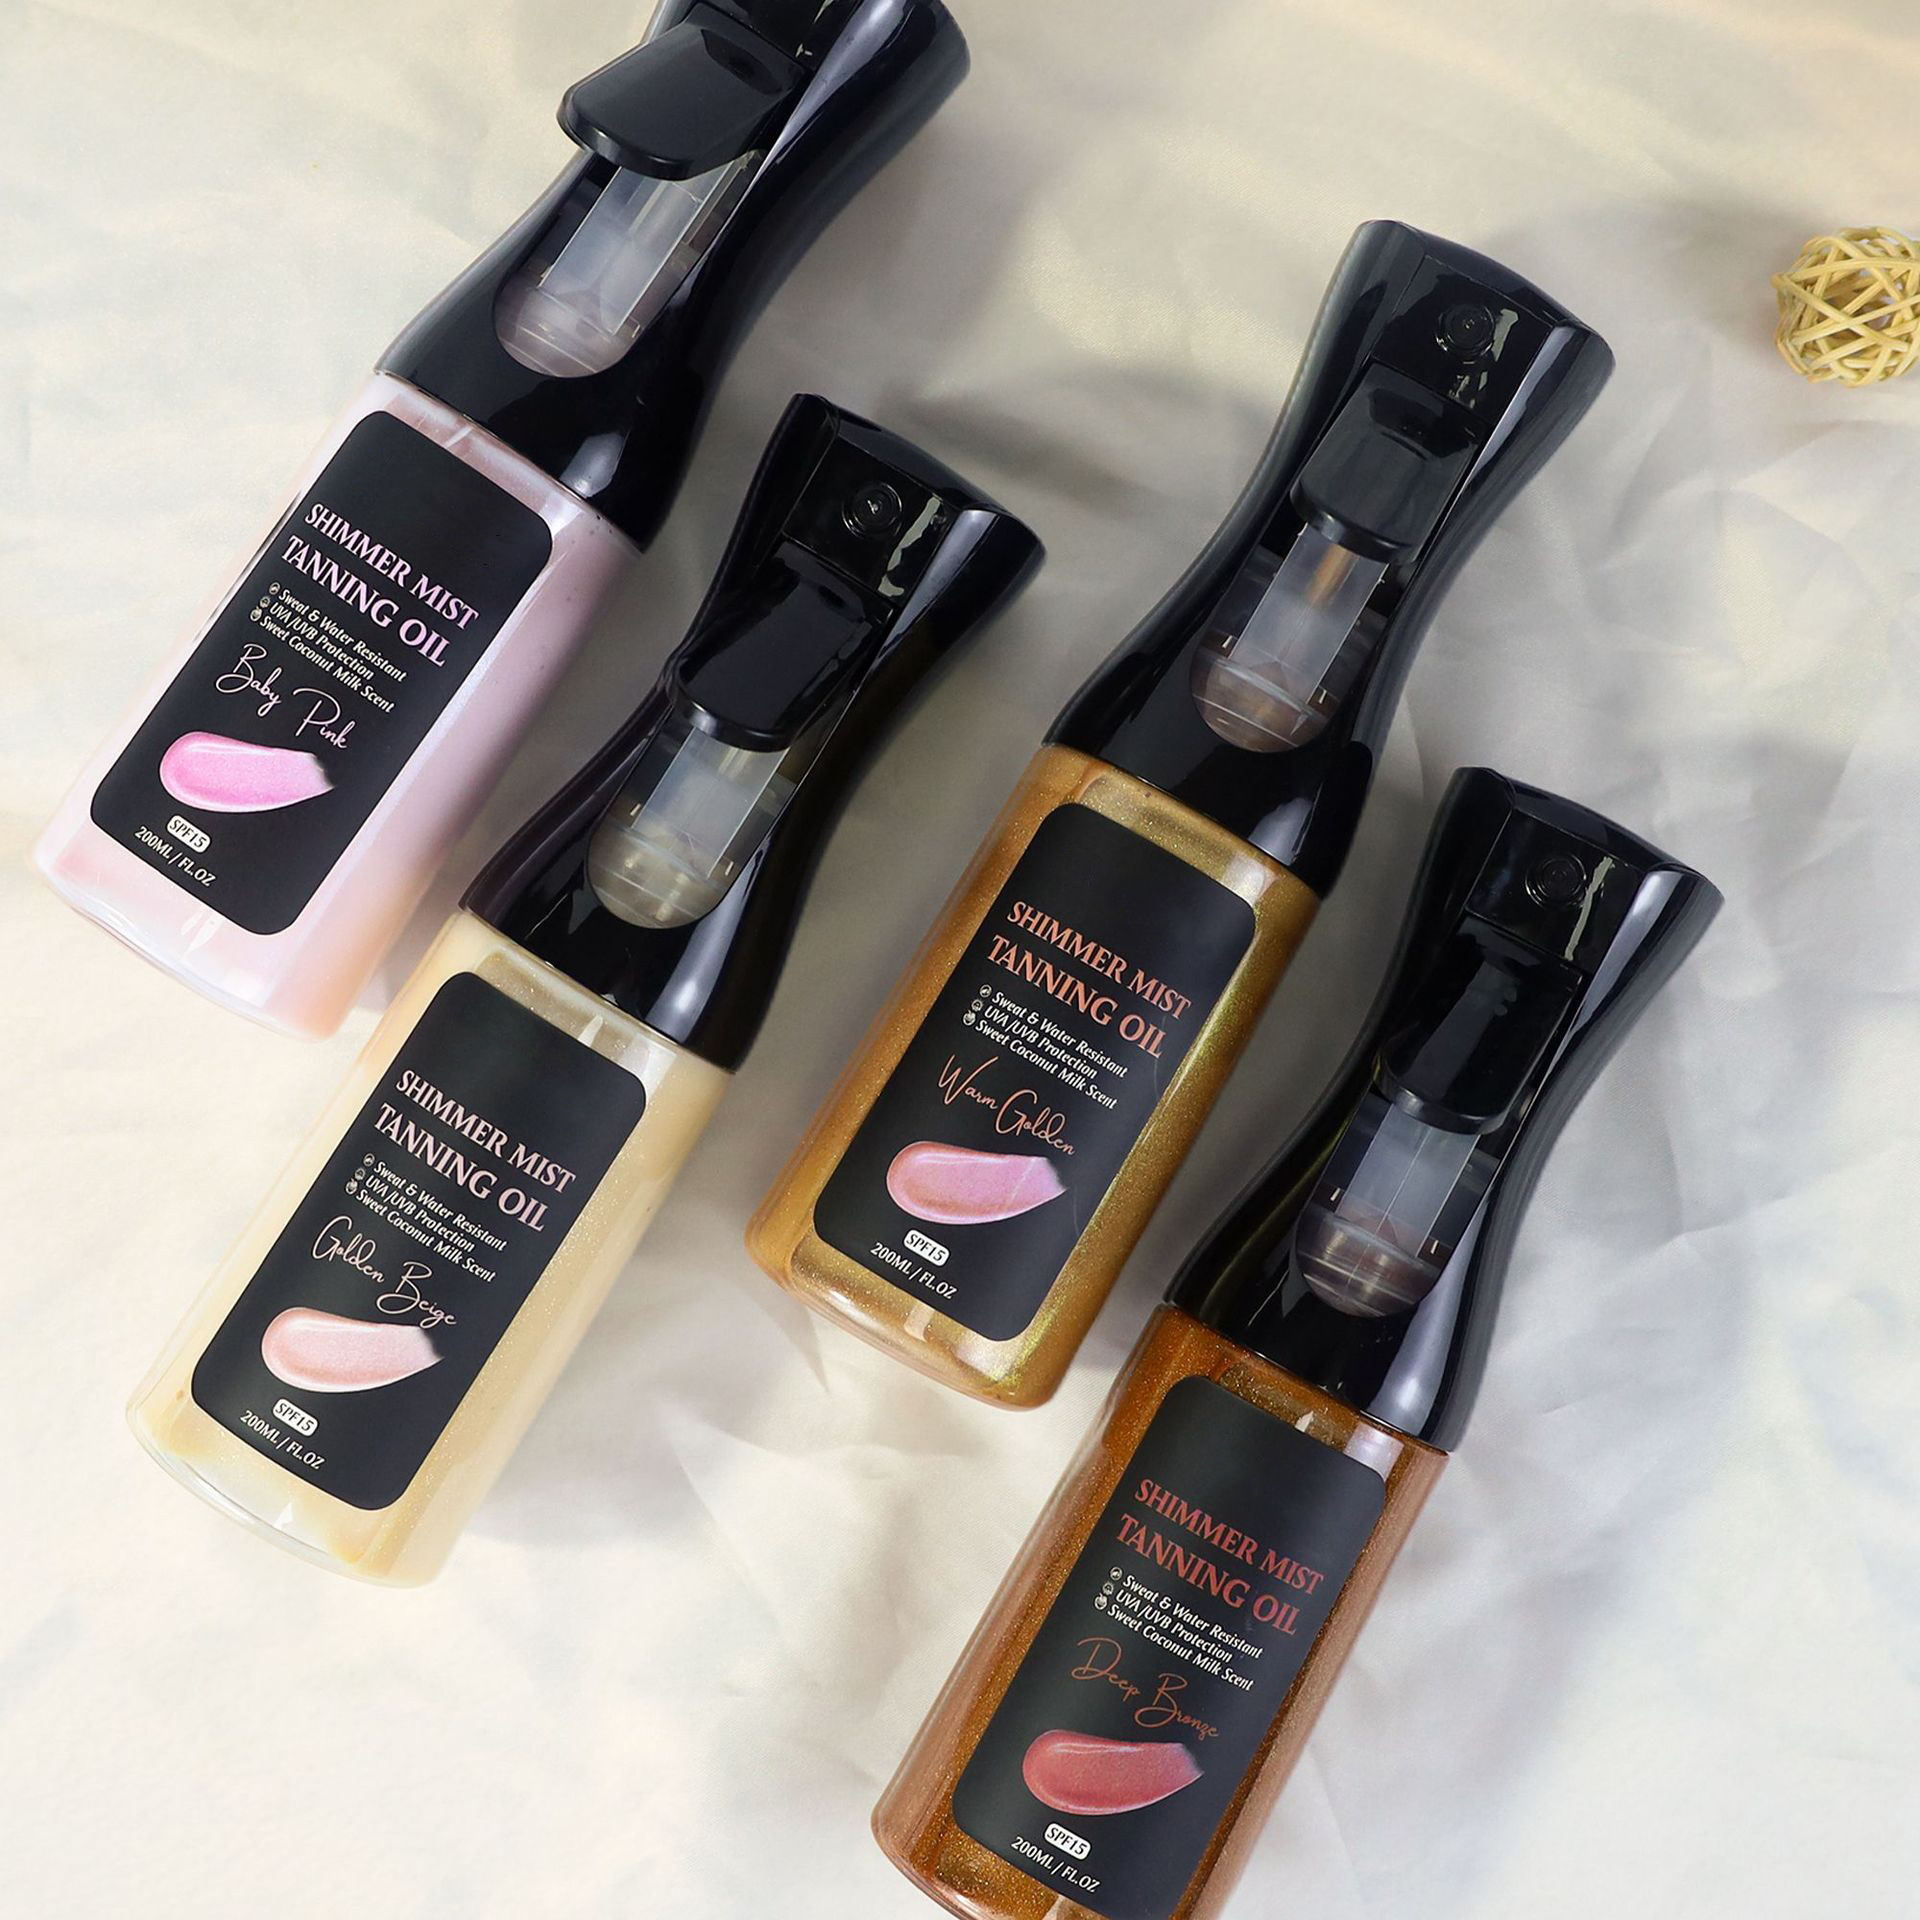 SHIMMER MIST
TANNING OIL
Sweat & Water Resistant
UVA /UVB Protection
Sweet Coconut Milk Scent
Baby Pink
SPF15
200ML / FL.OZ
SHIMMER MIST
TANNING OIL
Sweat & Water Resistant
UVA /UVB Protection
Sweet Coconut Milk Scent
Golden Beige
SPF15
200ML / FL.OZ
SHIMMER MIST
TANNING OIL
Sweat & Water Resistant
UVA /UVB Protection
Sweet Coconut Milk Scent
Warm Golden
SPF15
200ML / FL.OZ
SHIMMER MIST
TANNING OIL
Sweat & Water Resistant
UVA /UVB Protection
Sweet Coconut Milk Scent
Deep Bronze
SPF15
200ML / FL.OZ